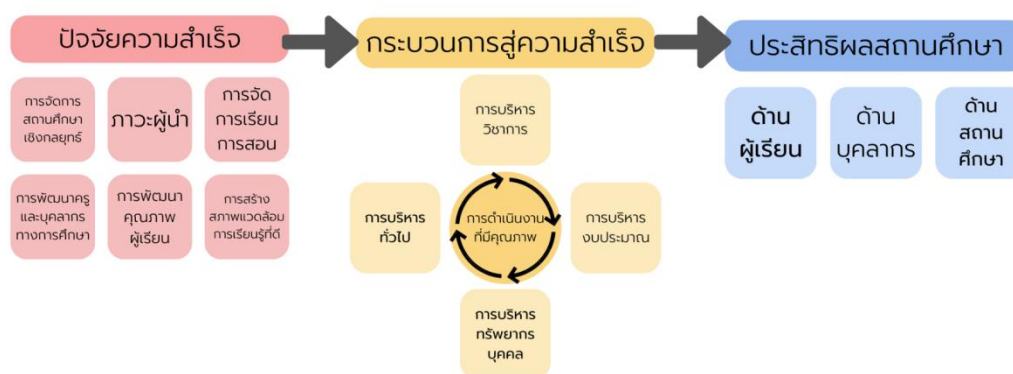 ปัจจัยความสำเร็จ
การจัดการ
สถานศึกษา
เชิงกลยุทธ์
ภาวะผู้นำ
การจัด
การเรียน
การสอน
การพัฒนาครู
และบุคลากร
ทางการศึกษา
การพัฒนา
คุณภาพ
ผู้เรียน
การสร้าง
สภาพแวดล้อม
การเรียนรู้ที่ดี
กระบวนการสู่ความสำเร็จ
การบริหาร
วิชาการ
การบริหาร
ทั่วไป
การดำเนินงาน
ที่มีคุณภาพ
การบริหาร
งบประมาณ
การบริหาร
ทรัพยากร
บุคคล
ประสิทธิผลสถานศึกษา
ด้าน
ผู้เรียน
ด้าน
บุคลากร
ด้าน
สถาน
ศึกษา